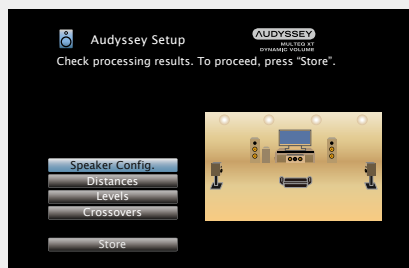 Audyssey Setup
AUDYSSEY
MULTEQ XT
DYNAMIC VOLUME
Check processing results. To proceed, press “Store”.
Speaker Config.
Distances
Levels
Crossovers
Store